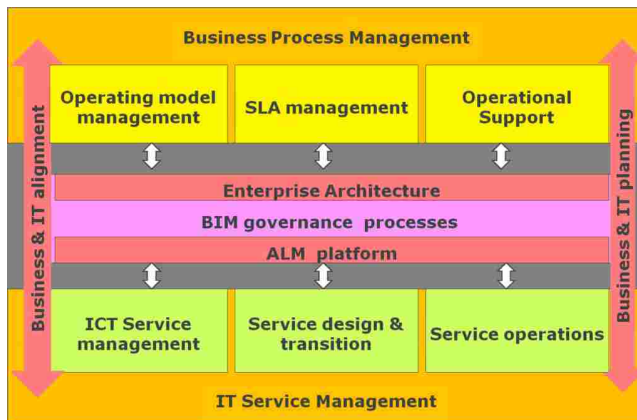 Business Process Management
Operating model
management
SLA management
Operational
Support
Business & IT alignment
Business & IT planning
Enterprise Architecture
BIM governance processes
ALM platform
ICT Service
management
Service design &
transition
Service operations
IT Service Management